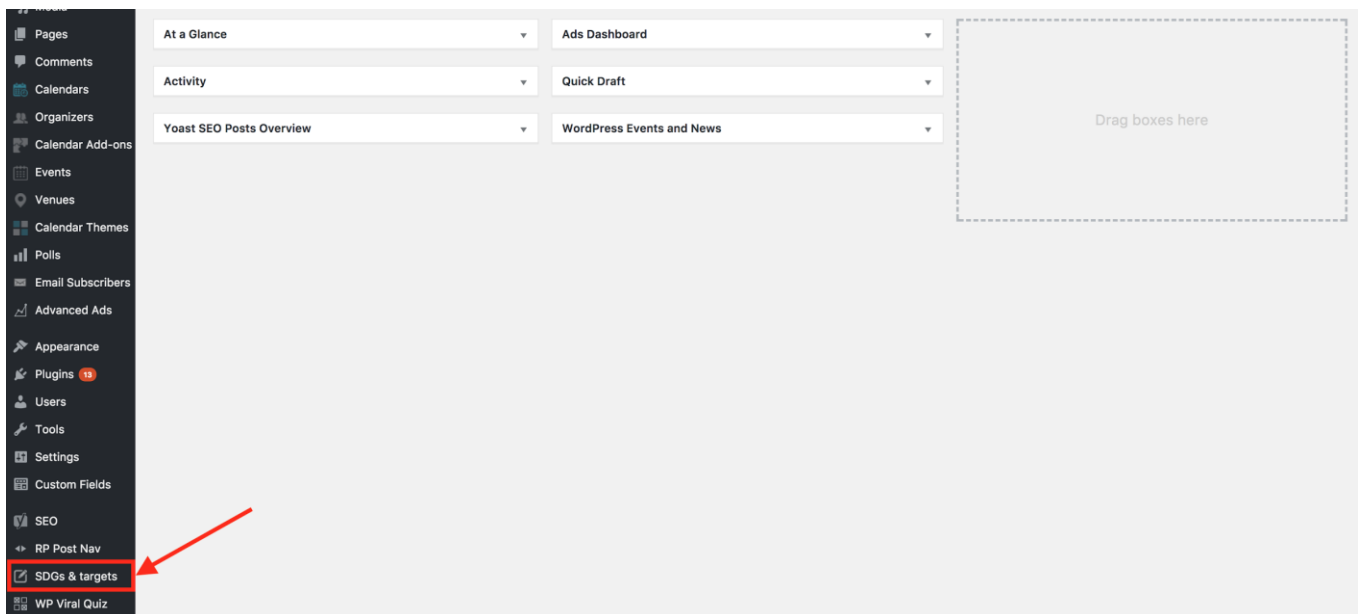 Media
Pages
Comments
Calendars
Organizers
Calendar Add-ons
Events
Venues
Calendar Themes
Polls
Email Subscribers
Advanced Ads
Appearance
Plugins 13
Users
Tools
Settings
Custom Fields
SEO
RP Post Nav
SDGs & targets
WP Viral Quiz
At a Glance
Activity
Yoast SEO Posts Overview
Ads Dashboard
Quick Draft
WordPress Events and News
Drag boxes here